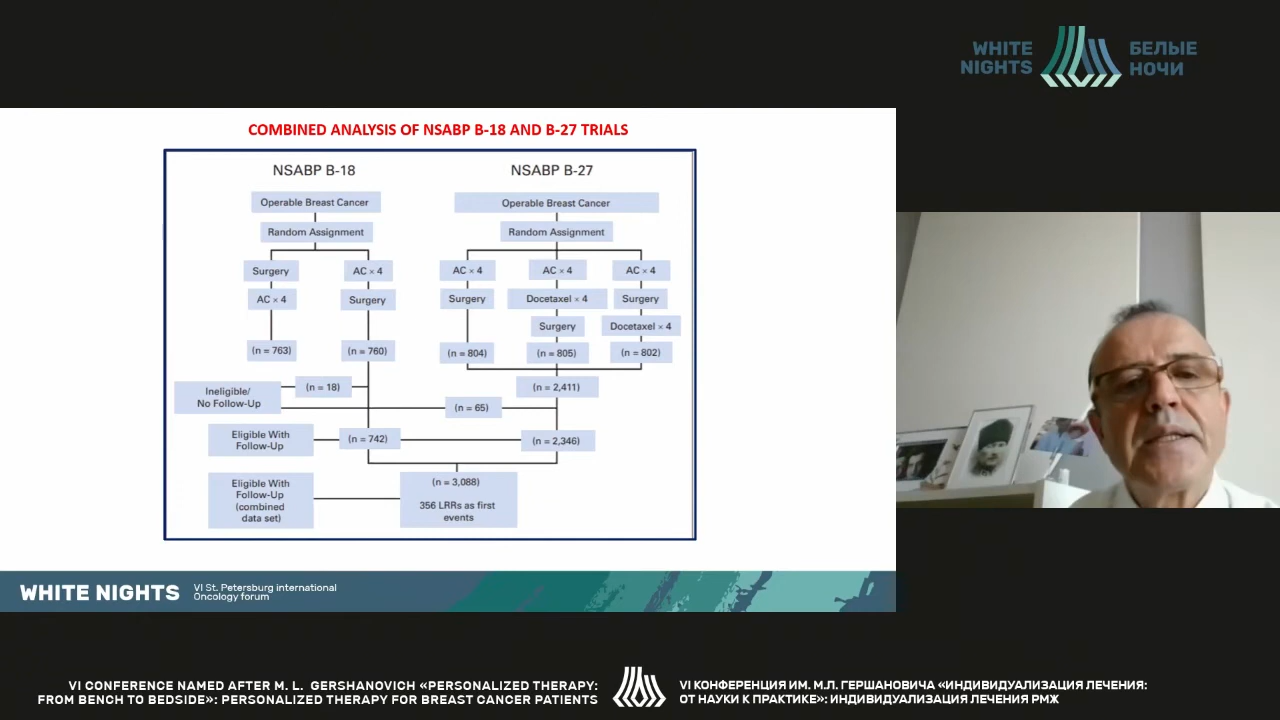 WHITE
NIGHTS
БЕЛЫЕ
НОЧИ
COMBINED ANALYSIS OF NSABP B-18 AND B-27 TRIALS
NSABP B-18
Operable Breast Cancer
Random Assignment
Surgery
AC × 4
AC × 4
Surgery
(n = 763)
(n = 760)
NSABP B-27
Operable Breast Cancer
Random Assignment
AC × 4
AC × 4
AC × 4
Surgery
Docetaxel × 4
Surgery
Surgery
Docetaxel × 4
(n = 804)
(n = 805)
(n = 802)
Ineligible/
No Follow-Up
(n = 18)
(n = 2,411)
(n = 65)
Eligible With
Follow-Up
(n = 742)
(n = 2,346)
Eligible With
Follow-Up
(combined
data set)
(n = 3,088)
356 LRRs as first
events
WHITE NIGHTS
VI St. Petersburg international
Oncology forum
VI CONFERENCE NAMED AFTER M. L. GERSHANOVICH «PERSONALIZED THERAPY:
FROM BENCH TO BEDSIDE»: PERSONALIZED THERAPY FOR BREAST CANCER PATIENTS
VI КОНФЕРЕНЦИЯ ИМ. М.Л. ГЕРШАНОВИЧА «ИНДИВИДУАЛИЗАЦИЯ ЛЕЧЕНИЯ:
ОТ НАУКИ К ПРАКТИКЕ»: ИНДИВИДУАЛИЗАЦИЯ ЛЕЧЕНИЯ РМЖ